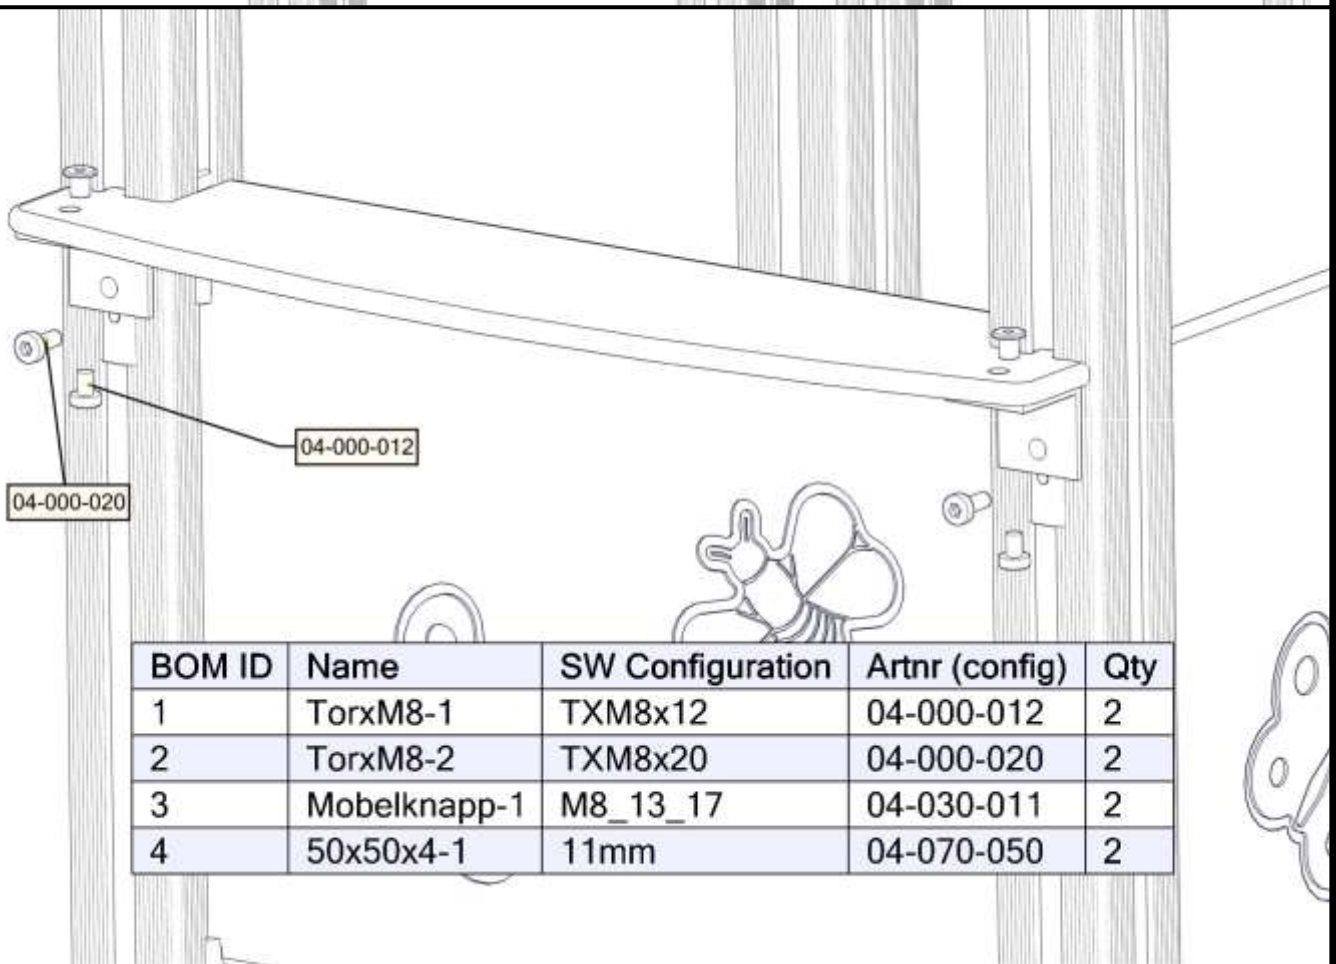 04-000-012
04-000-020
BOM ID Name SW Configuration Artnr (config) Qty
1 TorxM8-1 TXM8x12 04-000-012 2
2 TorxM8-2 TXM8x20 04-000-020 2
3 Mobelknapp-1 M8_13_17 04-030-011 2
4 50x50x4-1 11mm 04-070-050 2